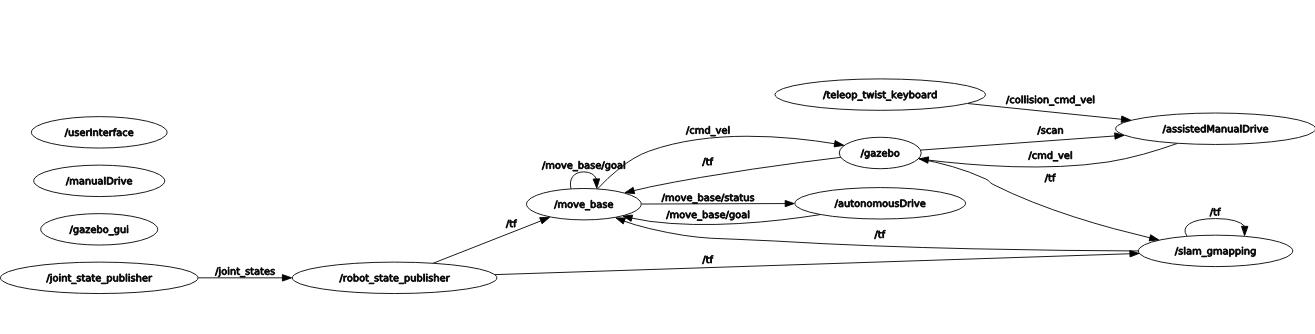 /teleop_twist_keyboard
/collision_cmd_vel
/userInterface
/cmd_vel
/scan
/assistedManualDrive
/gazebo
/cmd_vel
/move_base/goal
/tf
/manualDrive
/tf
/move_base
/move_base/status
/autonomousDrive
/move_base/goal
/tf
/tf
/gazebo_gui
/tf
/slam_gmapping
/tf
/joint_state_publisher
/joint_states
/robot_state_publisher